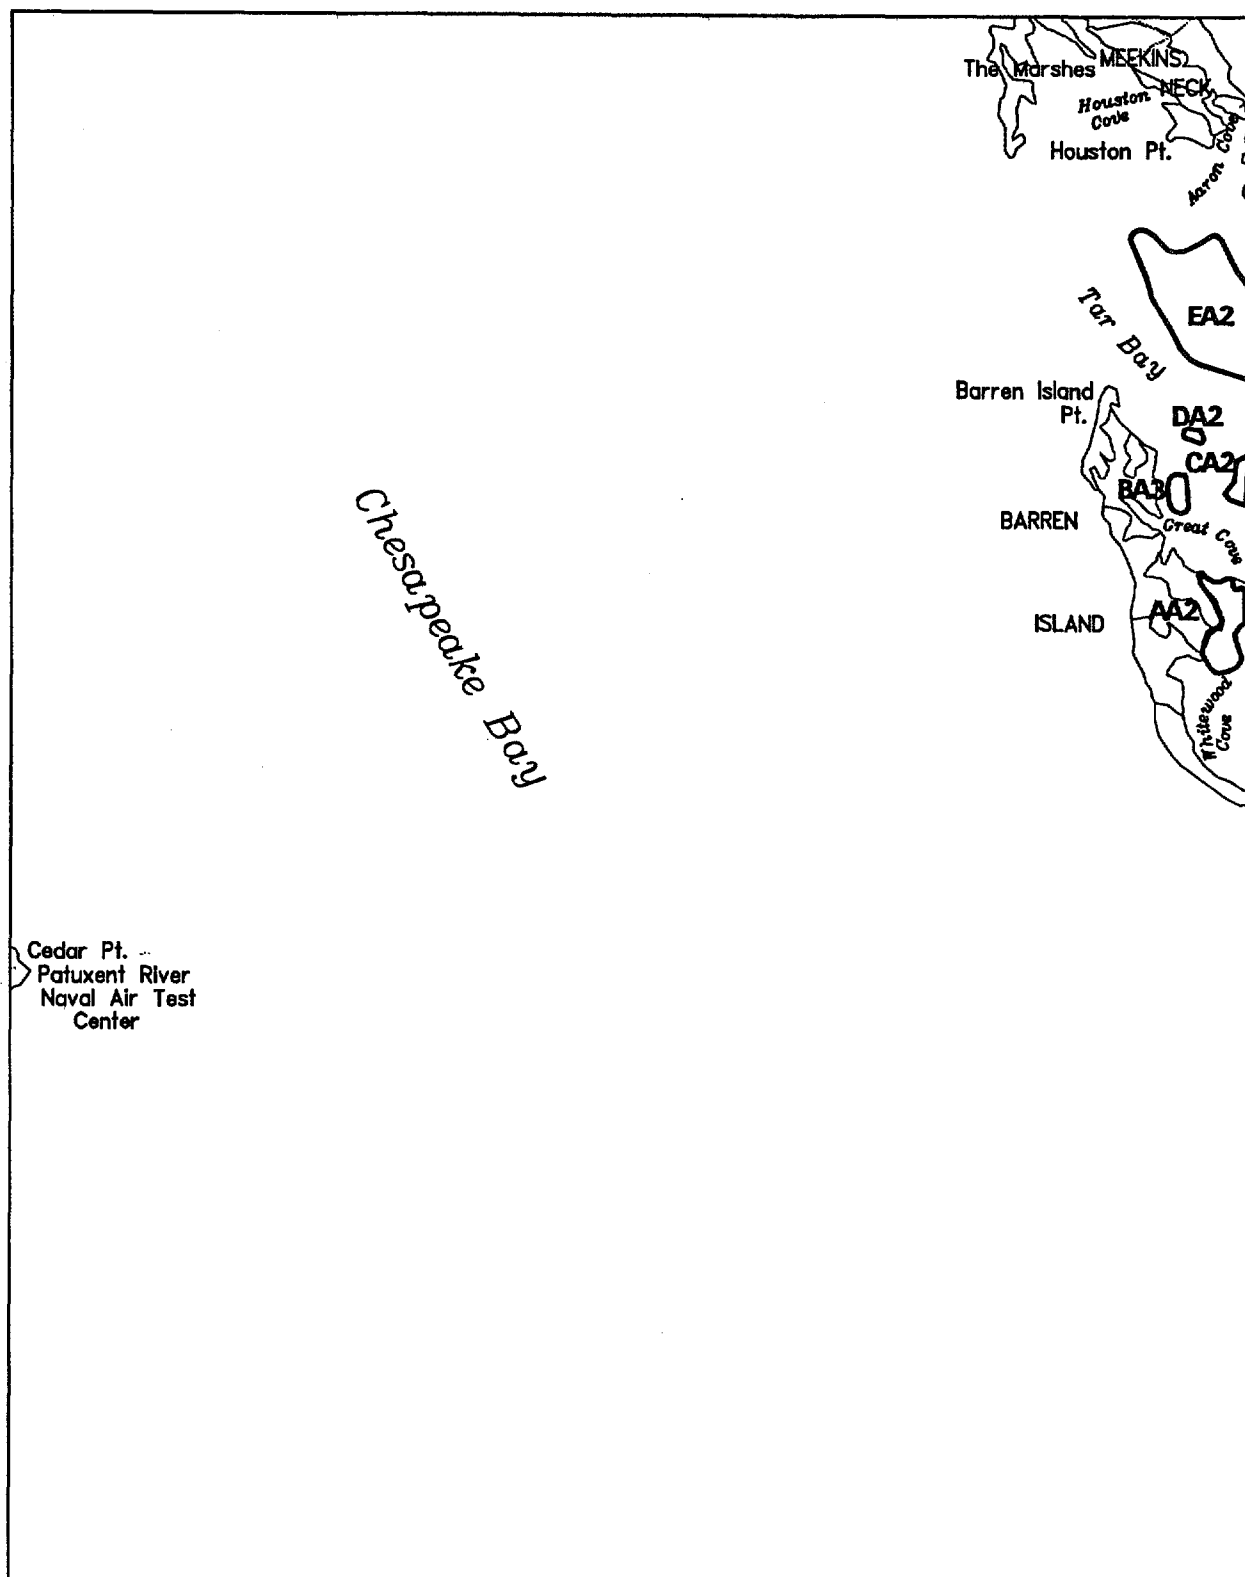 The Marshes
MEEKINS
NECK
Houston
Cove
Aaron Cove
Houston Pt.
EA2
Tar Bay
Barren Island
Pt.
DA2
CA2
BA3
BARREN
Great Cove
Chesapeake Bay
AA2
ISLAND
Whitewood
Cove
Cedar Pt.
Patuxent River
Naval Air Test
Center